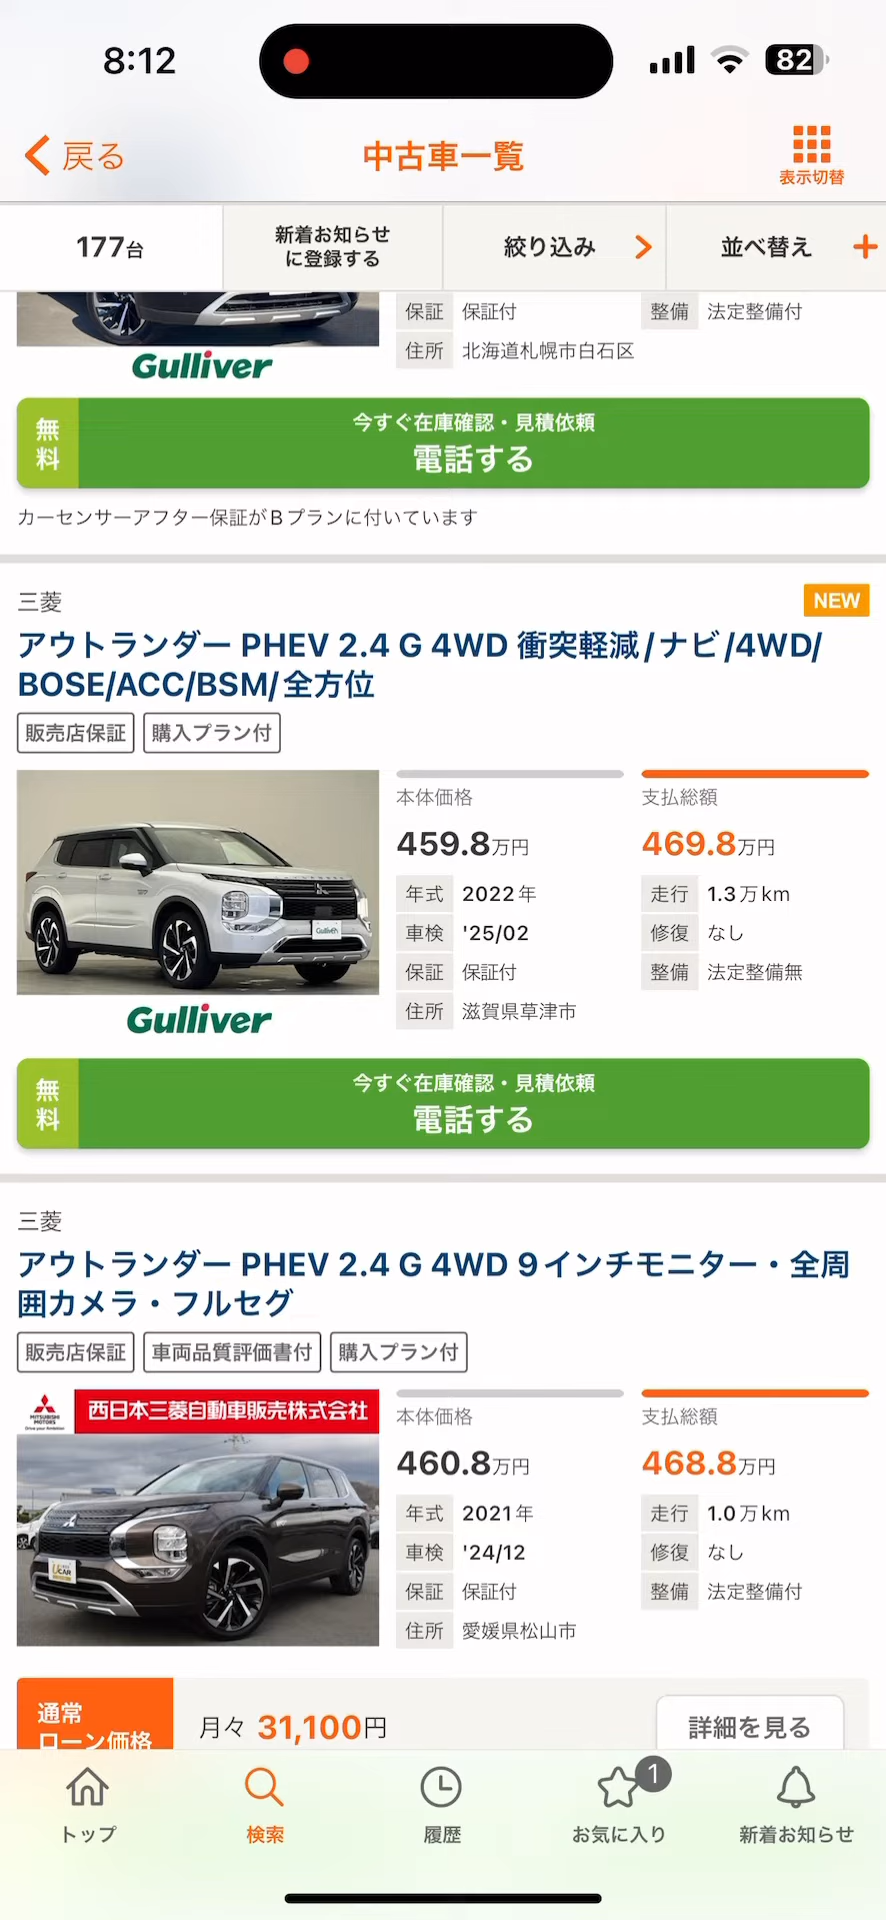 8:12
82
戻る
中古車一覧
表示切替
177台
新着お知らせ
に登録する
絞り込み
並べ替え
保証 保証付 整備 法定整備付
住所 北海道札幌市白石区
Gulliver
無料
今すぐ在庫確認・見積依頼
電話する
カーセンサーアフター保証がBプランに付いています
三菱
NEW
アウトランダー PHEV 2.4 G 4WD 衝突軽減/ナビ/4WD/
BOSE/ACC/BSM/全方位
販売店保証 購入プラン付
本体価格 支払総額
459.8万円 469.8万円
年式 2022年 走行 1.3万km
車検 '25/02 修復 なし
保証 保証付 整備 法定整備無
住所 滋賀県草津市
Gulliver
Gulliver
無料
今すぐ在庫確認・見積依頼
電話する
三菱
アウトランダー PHEV 2.4 G 4WD 9インチモニター・全周
囲カメラ・フルセグ
販売店保証 車両品質評価書付 購入プラン付
MITSUBISHI
MOTORS
Drive your Ambition
西日本三菱自動車販売株式会社
本体価格 支払総額
460.8万円 468.8万円
年式 2021年 走行 1.0万km
車検 '24/12 修復 なし
保証 保証付 整備 法定整備付
住所 愛媛県松山市
UCAR
通常
ローン価格
月々 31,100円
詳細を見る
1
トップ 検索 履歴 お気に入り 新着お知らせ